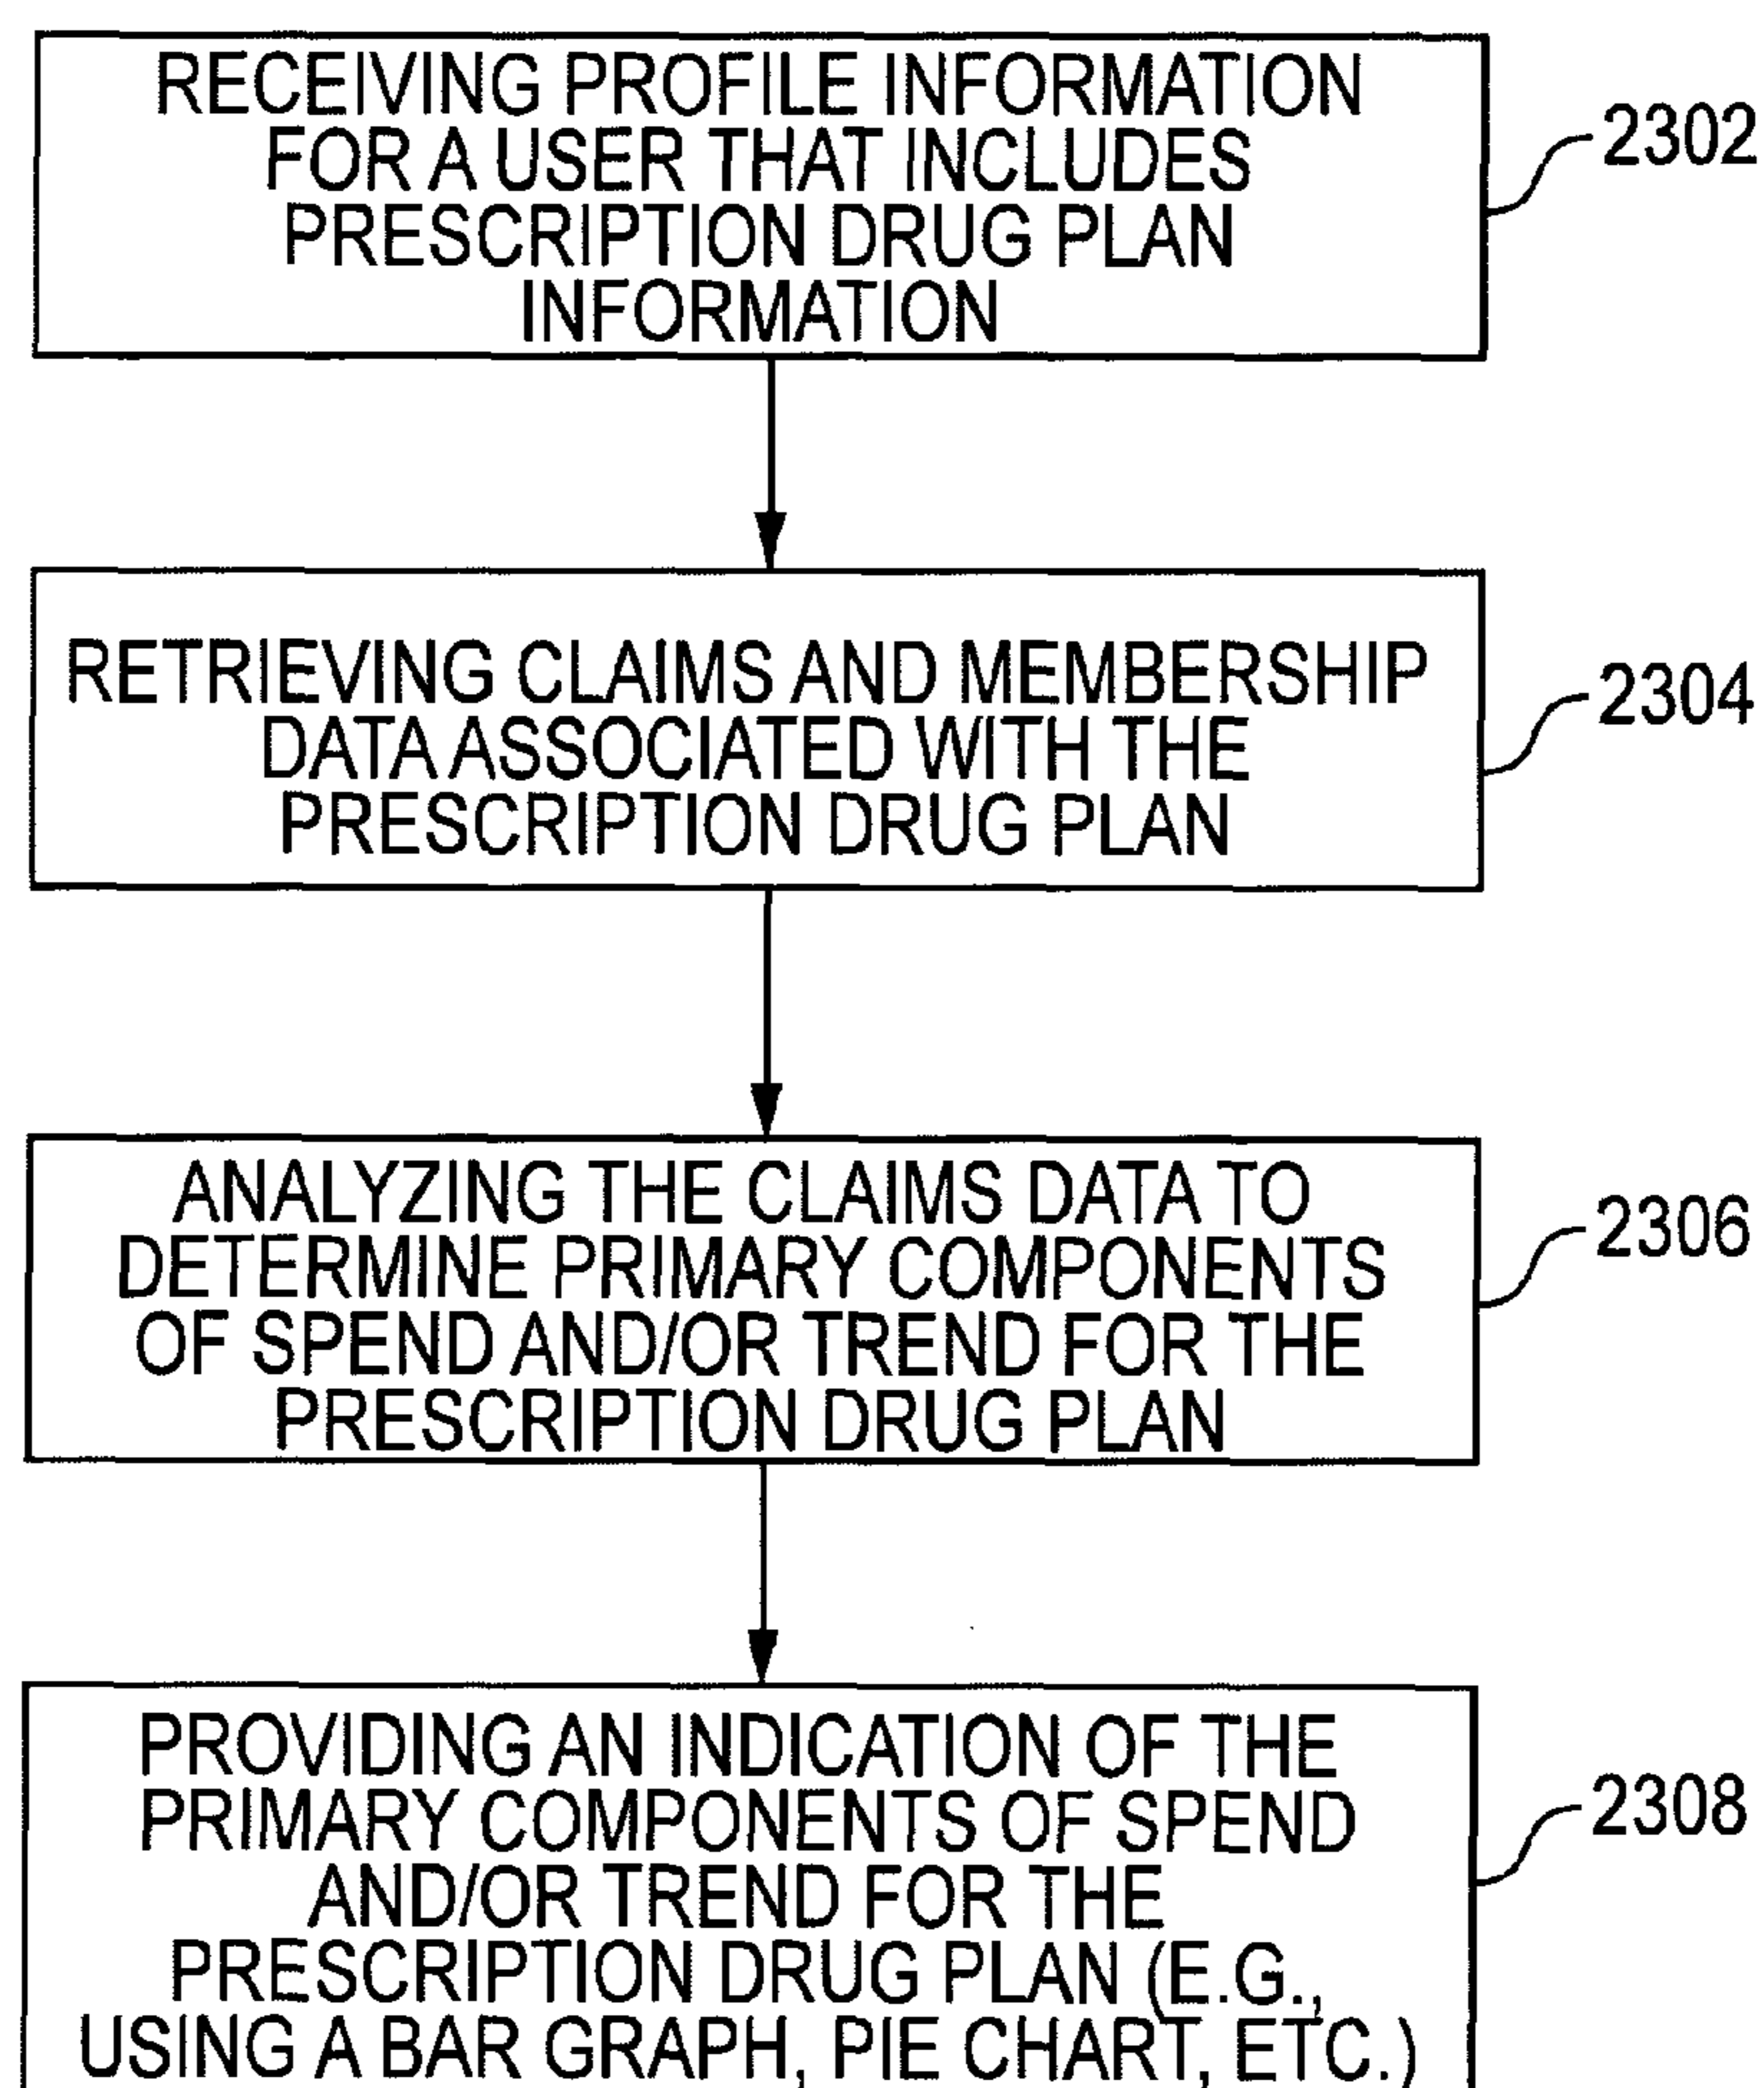 RECEIVING PROFILE INFORMATION
FOR A USER THAT INCLUDES
PRESCRIPTION DRUG PLAN
INFORMATION
2302
RETRIEVING CLAIMS AND MEMBERSHIP
DATA ASSOCIATED WITH THE
PRESCRIPTION DRUG PLAN
2304
ANALYZING THE CLAIMS DATA TO
DETERMINE PRIMARY COMPONENTS
OF SPEND AND/OR TREND FOR THE
PRESCRIPTION DRUG PLAN
2306
PROVIDING AN INDICATION OF THE
PRIMARY COMPONENTS OF SPEND
AND/OR TREND FOR THE
PRESCRIPTION DRUG PLAN (E.G.,
USING A BAR GRAPH, PIE CHART, ETC.)
2308